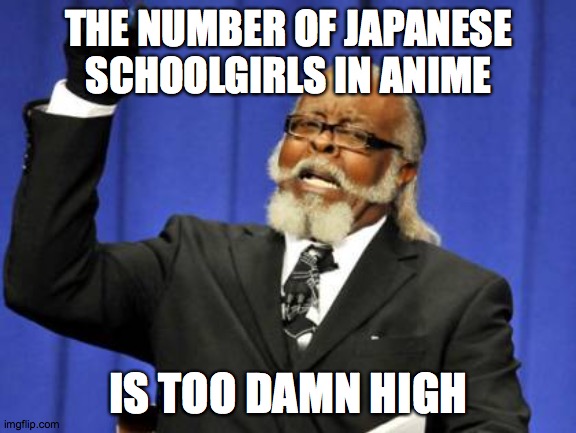 THE NUMBER OF JAPANESE
SCHOOLGIRLS IN ANIME
IS TOO DAMN HIGH
imgflip.com